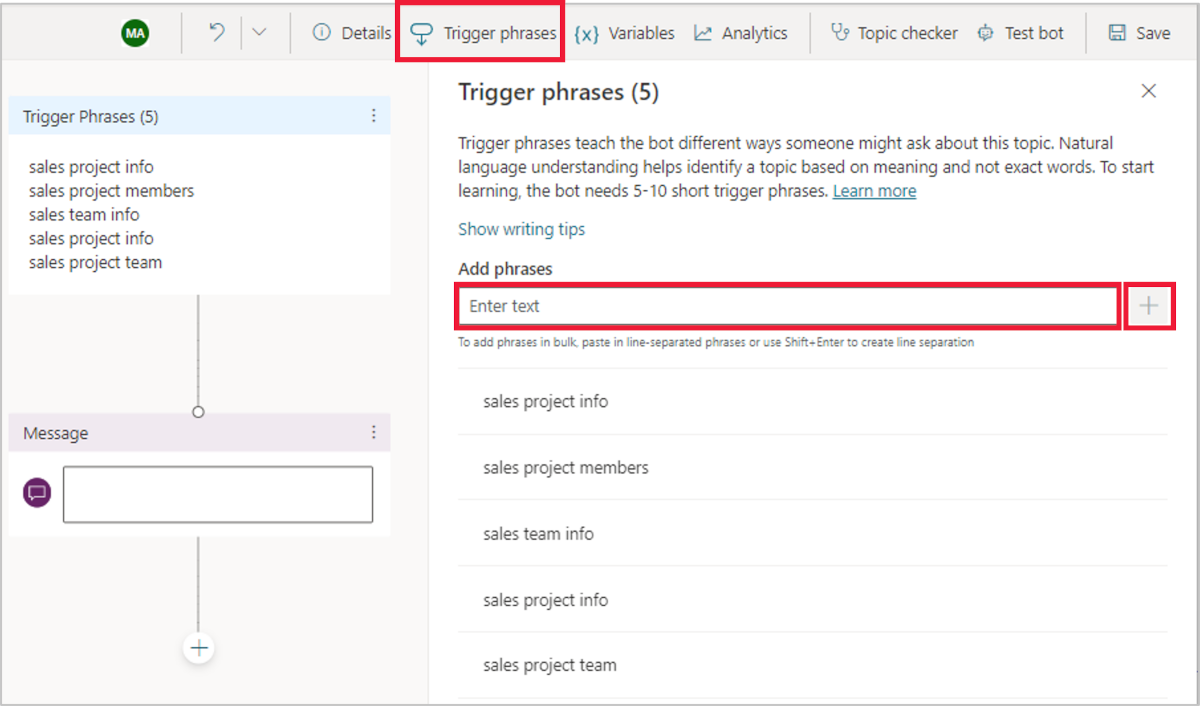 MA Details Trigger phrases {x} Variables Analytics Topic checker Test bot Save
Trigger Phrases (5)
sales project info
sales project members
sales team info
sales project info
sales project team
Message
Trigger phrases (5)
Trigger phrases teach the bot different ways someone might ask about this topic. Natural
language understanding helps identify a topic based on meaning and not exact words. To start
learning, the bot needs 5-10 short trigger phrases. Learn more
Show writing tips
Add phrases
Enter text
To add phrases in bulk, paste in line-separated phrases or use Shift+Enter to create line separation
sales project info
sales project members
sales team info
sales project info
sales project team